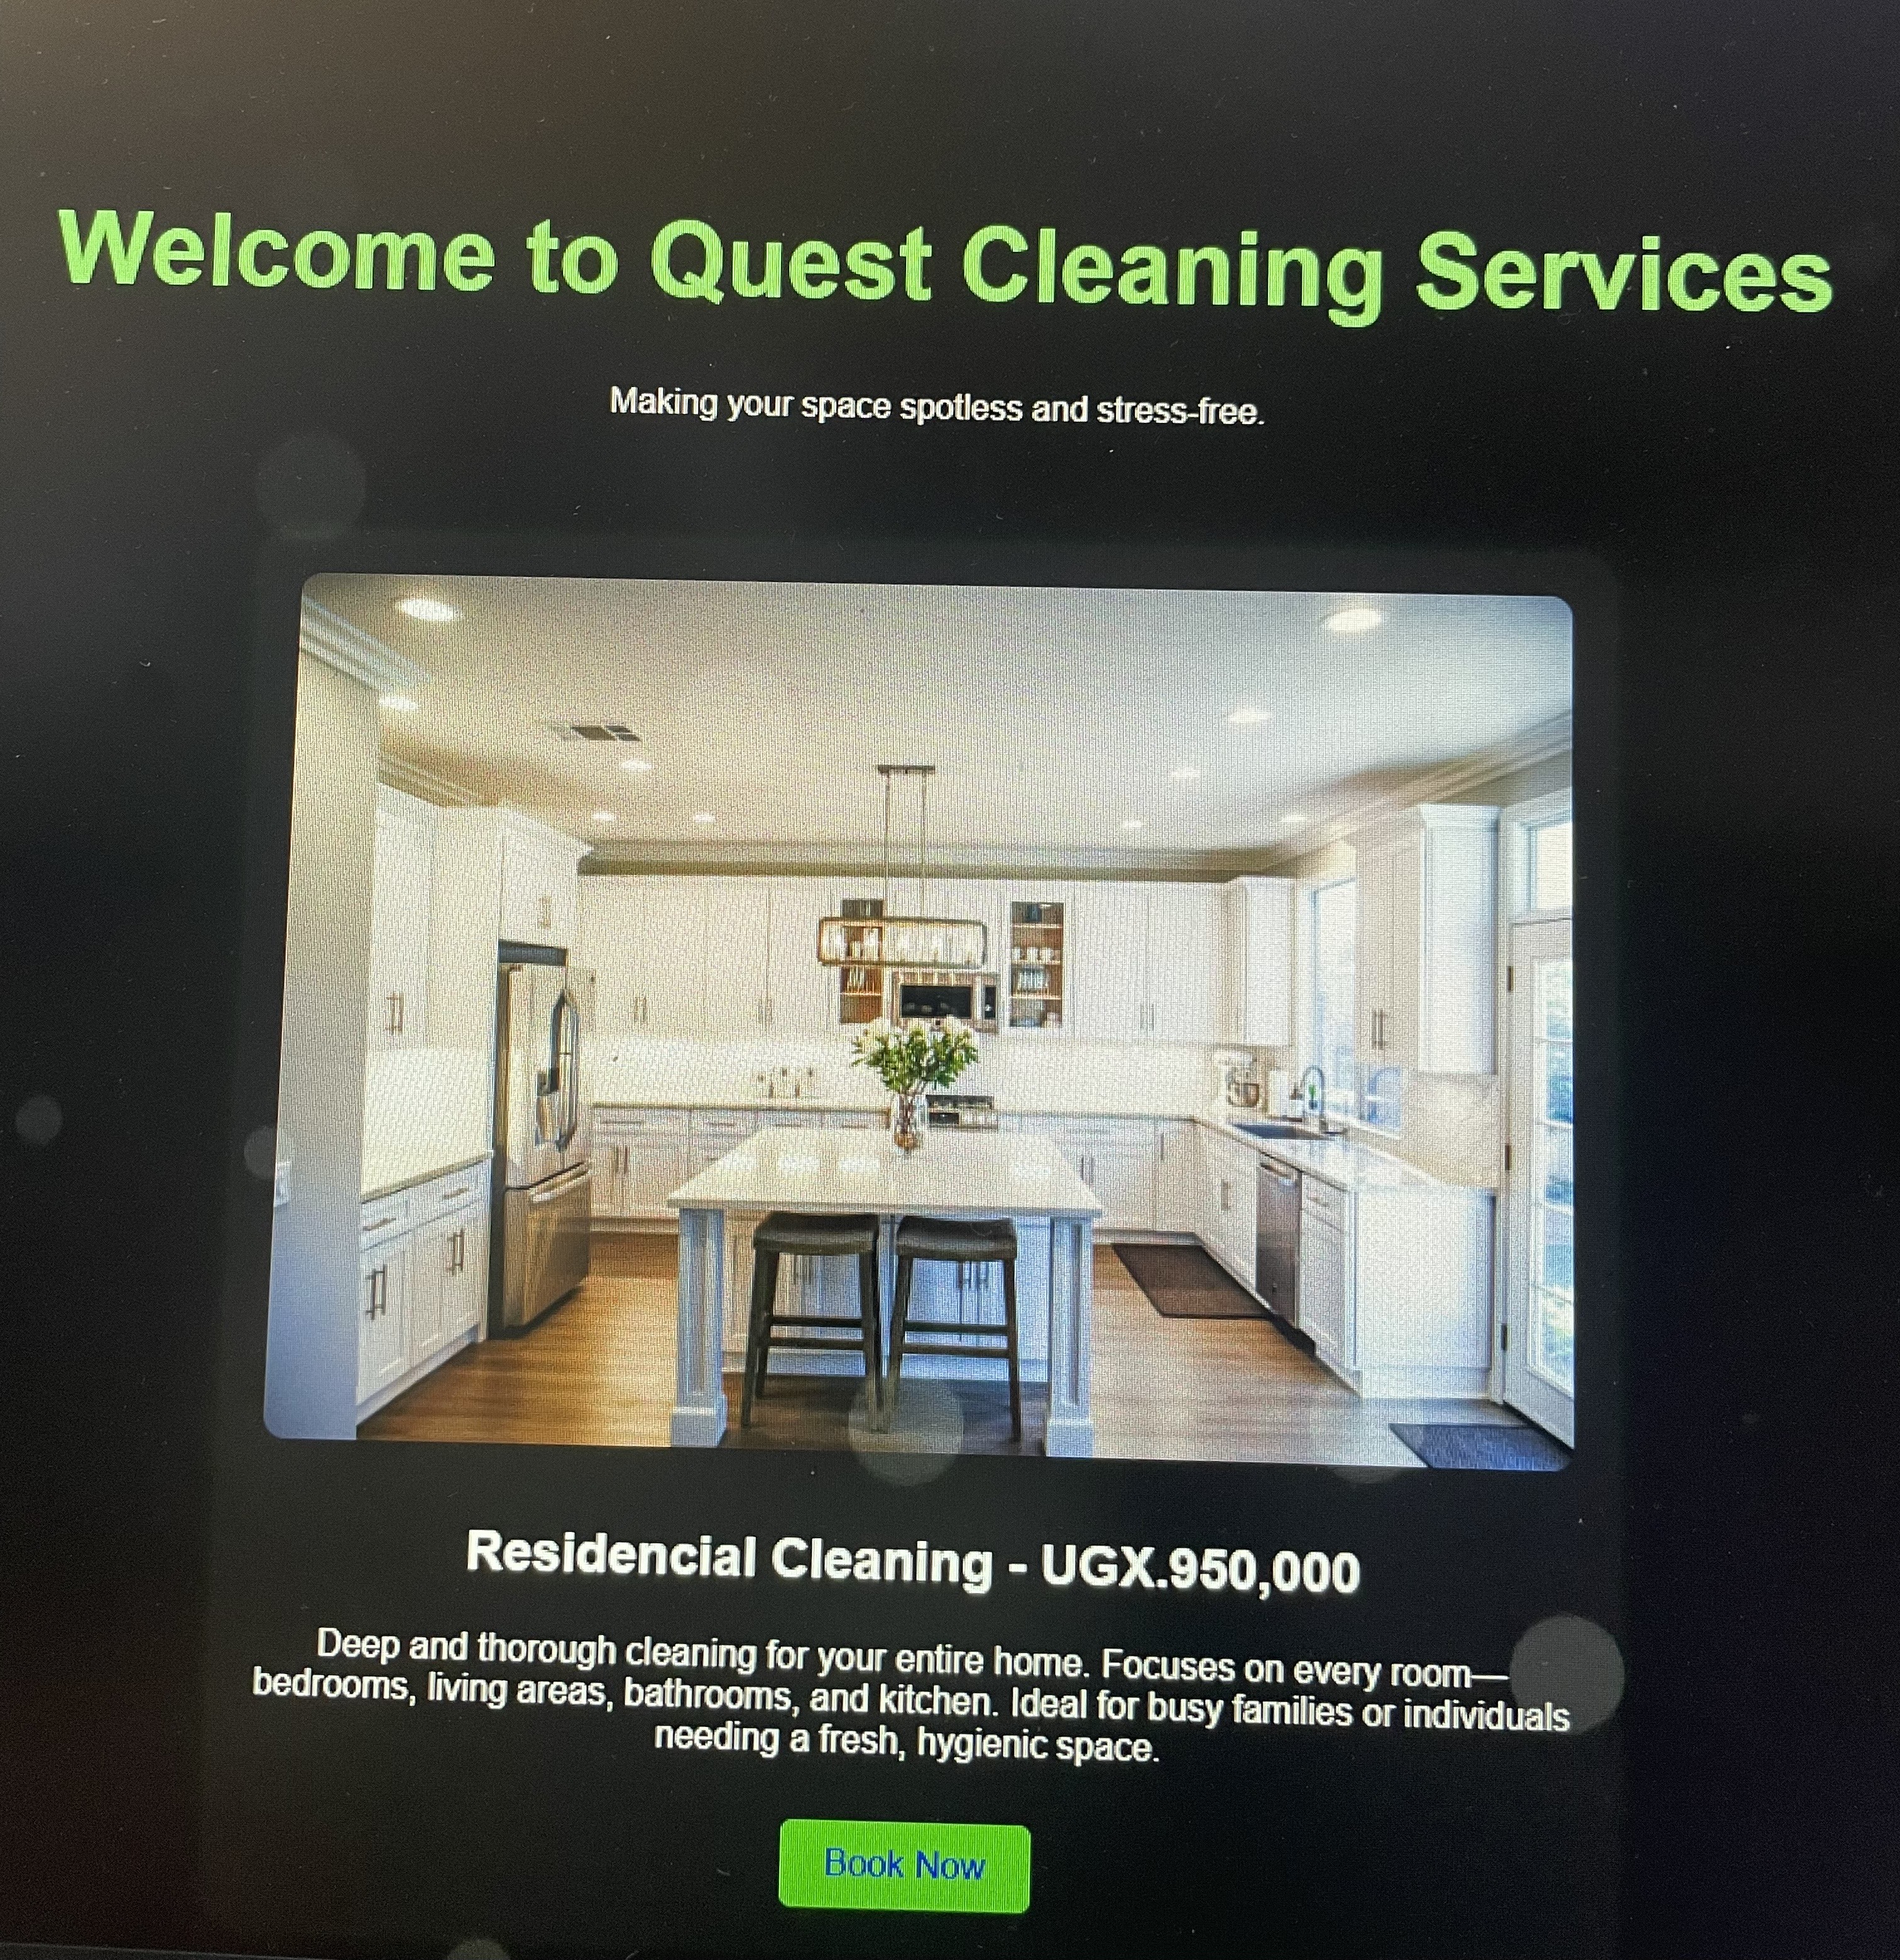 Welcome to Quest Cleaning Services
Making your space spotless and stress-free.
Residencial Cleaning - UGX.950,000
Deep and thorough cleaning for your entire home. Focuses on every room—
bedrooms, living areas, bathrooms, and kitchen. Ideal for busy families or individuals
needing a fresh, hygienic space.
Book Now